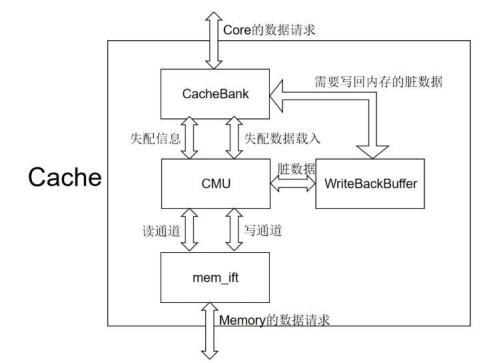 Core的数据请求
CacheBank
需要写回内存的脏数据
失配信息
失配数据载入
Cache
CMU
脏数据
WriteBackBuffer
读通道
写通道
mem_ift
Memory的数据请求